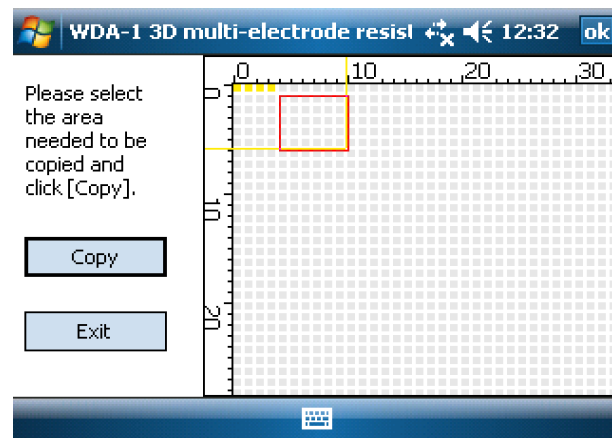 WDA-1 3D multi-electrode resist 12:32 ok
0 10 20 30
Please select
the area
needed to be
copied and
click [Copy].
0
10
20
Copy
Exit